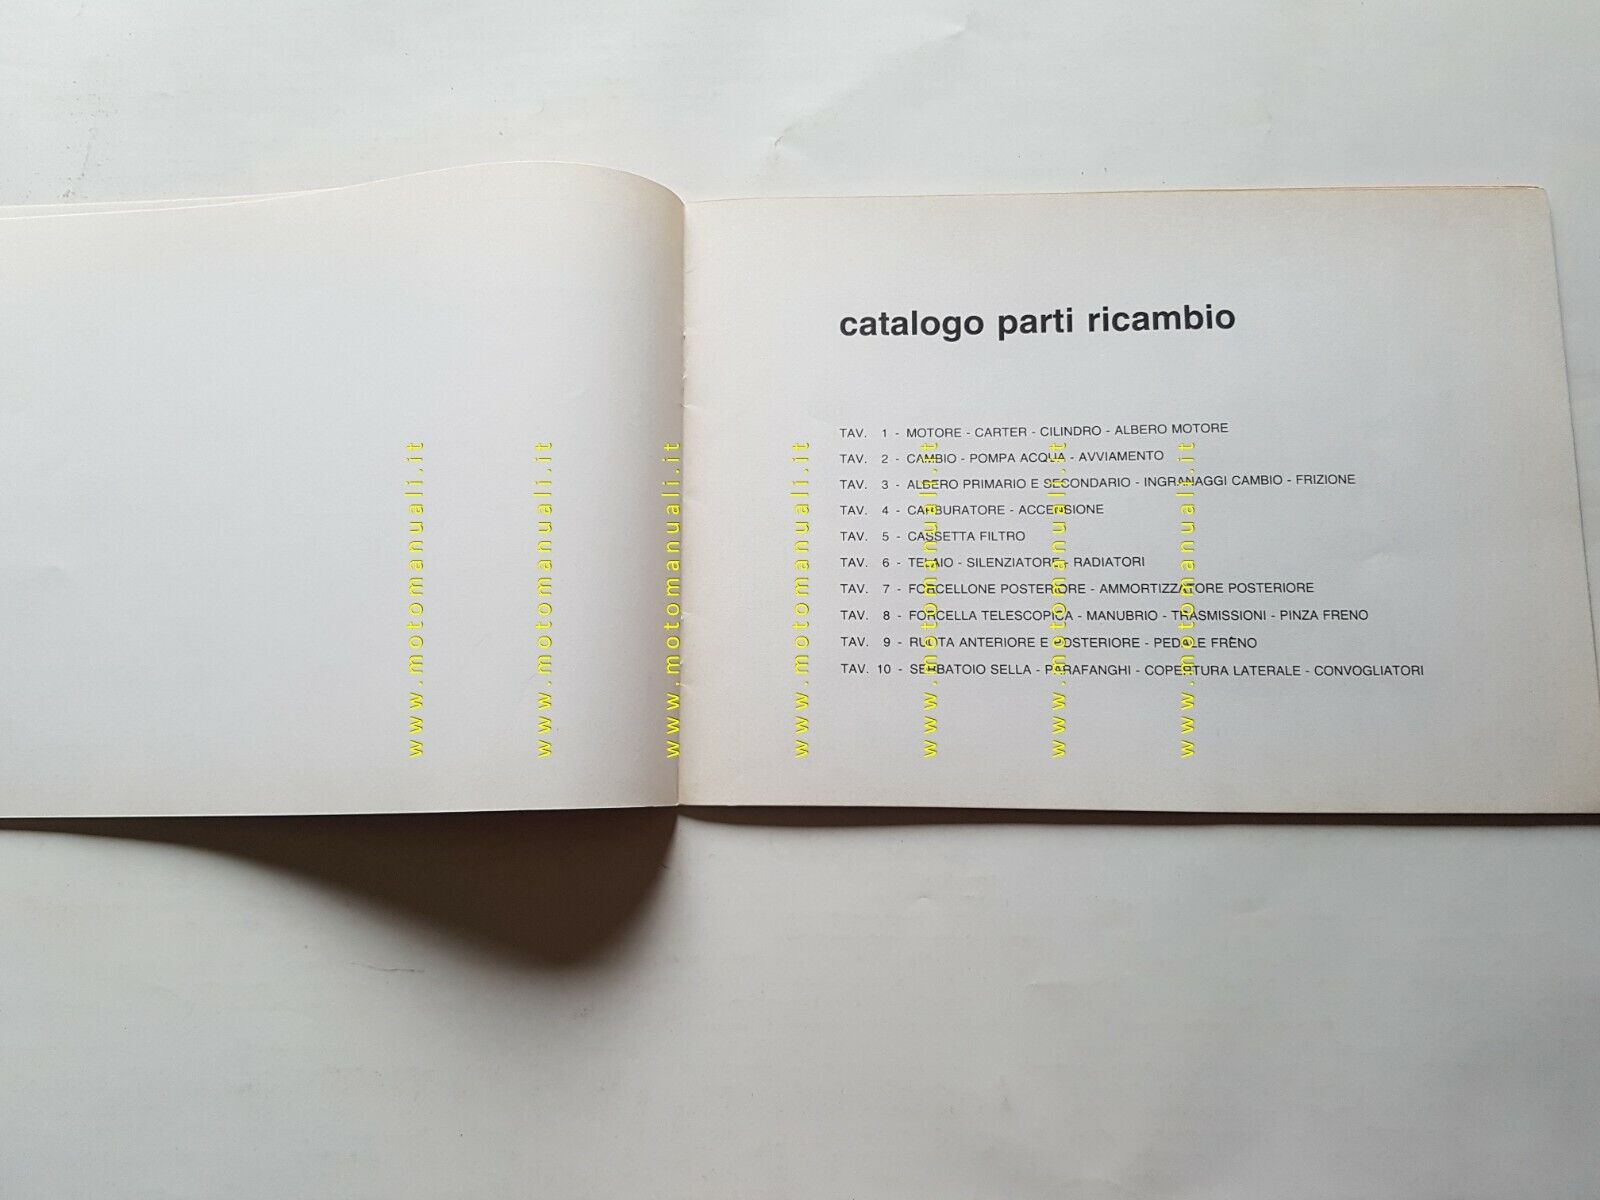 catalogo parti ricambio
TAV. 1 - MOTORE - CARTER - CILINDRO - ALBERO MOTORE
TAV. 2 - CAMBIO - POMPA ACQUA - AVVIAMENTO
TAV. 3 - ALBERO PRIMARIO E SECONDARIO - INGRANAGGI CAMBIO - FRIZIONE
TAV. 4 - CARBURATORE - ACCENSIONE
TAV. 5 - CASSETTA FILTRO
TAV. 6 - TELAIO - SILENZIATORE - RADIATORI
TAV. 7 - FORCELLONE POSTERIORE - AMMORTIZZATORE POSTERIORE
TAV. 8 - FORCELLA TELESCOPICA - MANUBRIO - TRASMISSIONI - PINZA FRENO
TAV. 9 - RUOTA ANTERIORE E POSTERIORE - PEDALE FRENO
TAV. 10 - SERBATOIO SELLA - PARAFANGHI - COPERTURA LATERALE - CONVOGLIATORI
www.motomanuali.it
www.motomanuali.it
www.motomanuali.it
www.motomanuali.it
www.motomanuali.it
www.motomanuali.it
www.motomanuali.it